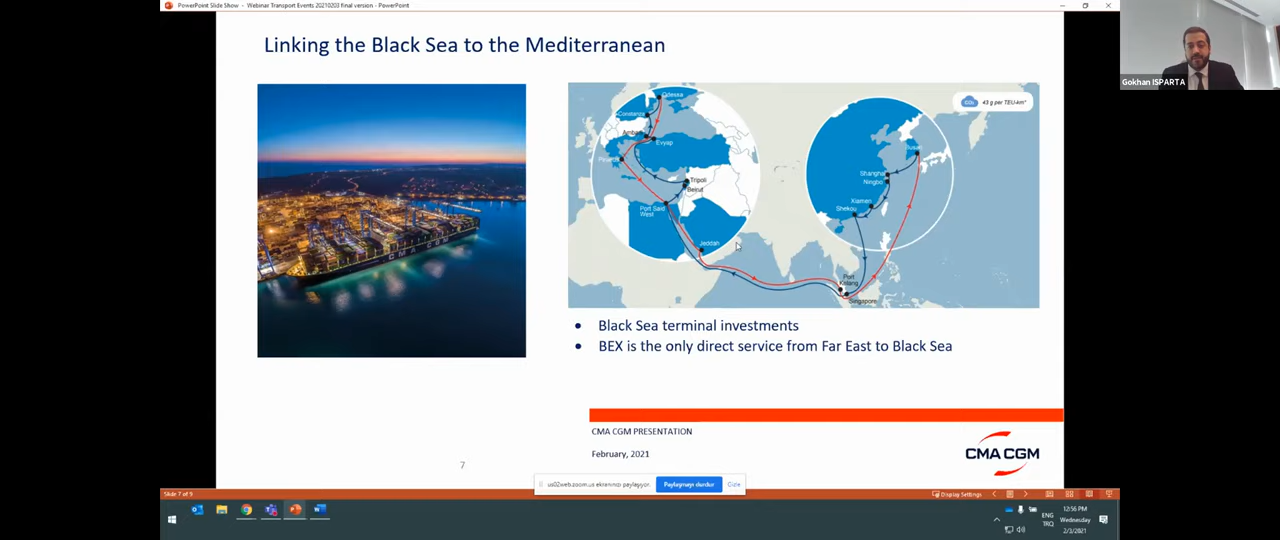 PowerPoint Slide Show - Webinar Transport Events 20210203 final version - PowerPoint
Linking the Black Sea to the Mediterranean
Gokhan ISPARTA
43 g per TEU-km*
Odessa
Constantza
Evyap
Tripoli
Beirut
Port Said
West
Jeddah
Busan
Shanghai
Ningbo
Xiamen
Shekou
Port
Kelang
Singapore
CMA CGM
• Black Sea terminal investments
• BEX is the only direct service from Far East to Black Sea
CMA CGM PRESENTATION
February, 2021
CMA CGM
7
us02web.zoom.us ekranınızı paylaşıyor.
Paylaşmayı durdur
Gizle
Slide 7 of 9
Display Settings
ENG
TRQ
12:56 PM
Wednesday
2/3/2021